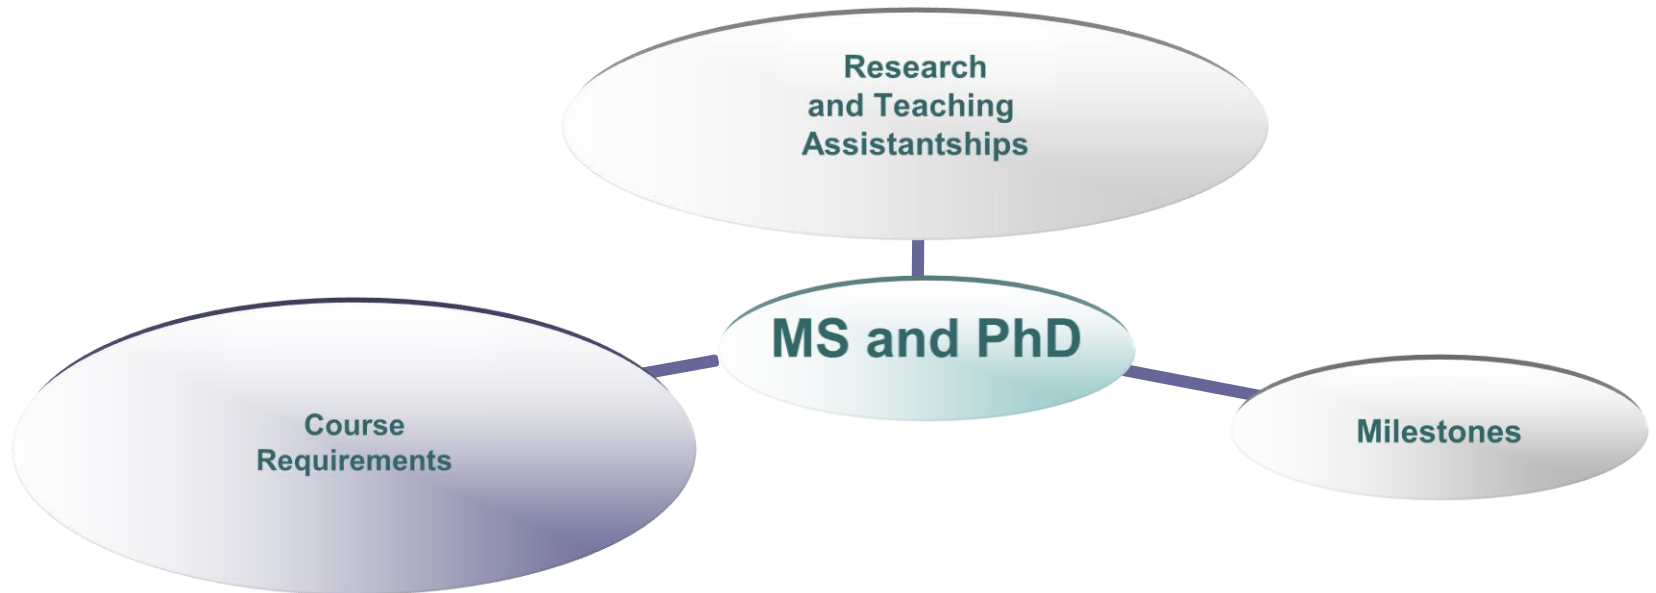 Research
and Teaching
Assistantships
MS and PhD
Course
Requirements
Milestones